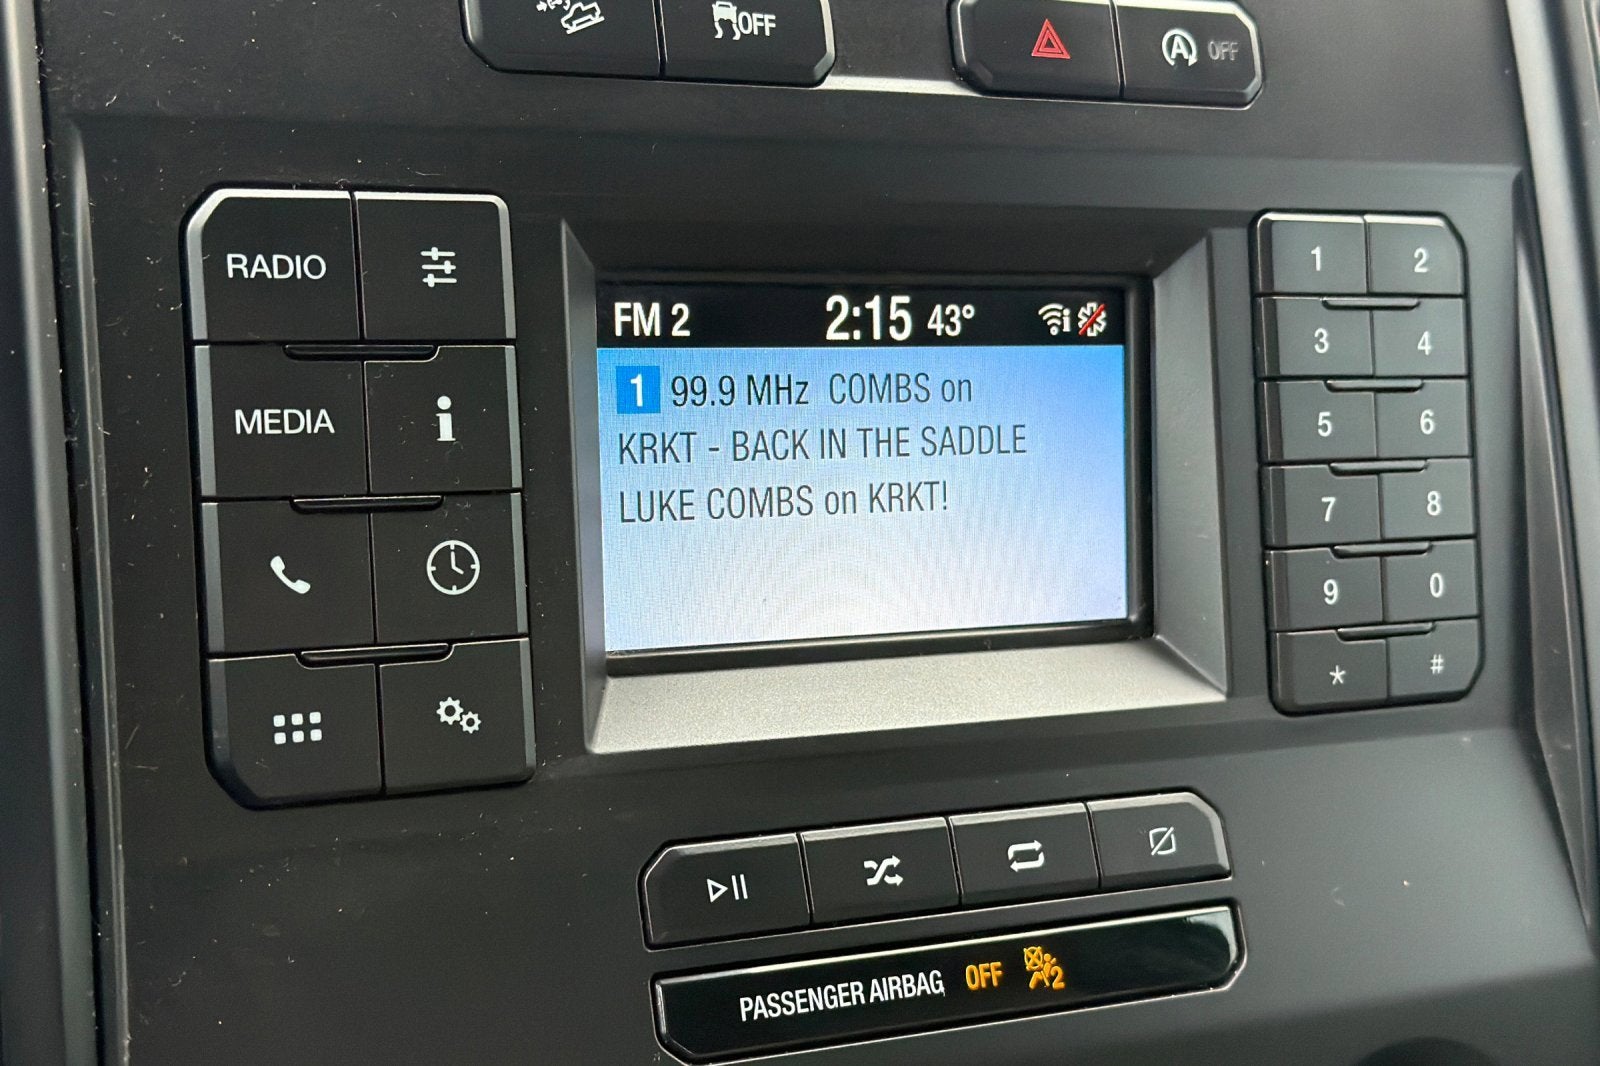 OFF
A OFF
RADIO
MEDIA
i
FM 2 2:15 43° i
1 99.9 MHz COMBS on
KRKT - BACK IN THE SADDLE
LUKE COMBS on KRKT!
1 2
3 4
5 6
7 8
9 0
* #
PASSENGER AIRBAG OFF 2